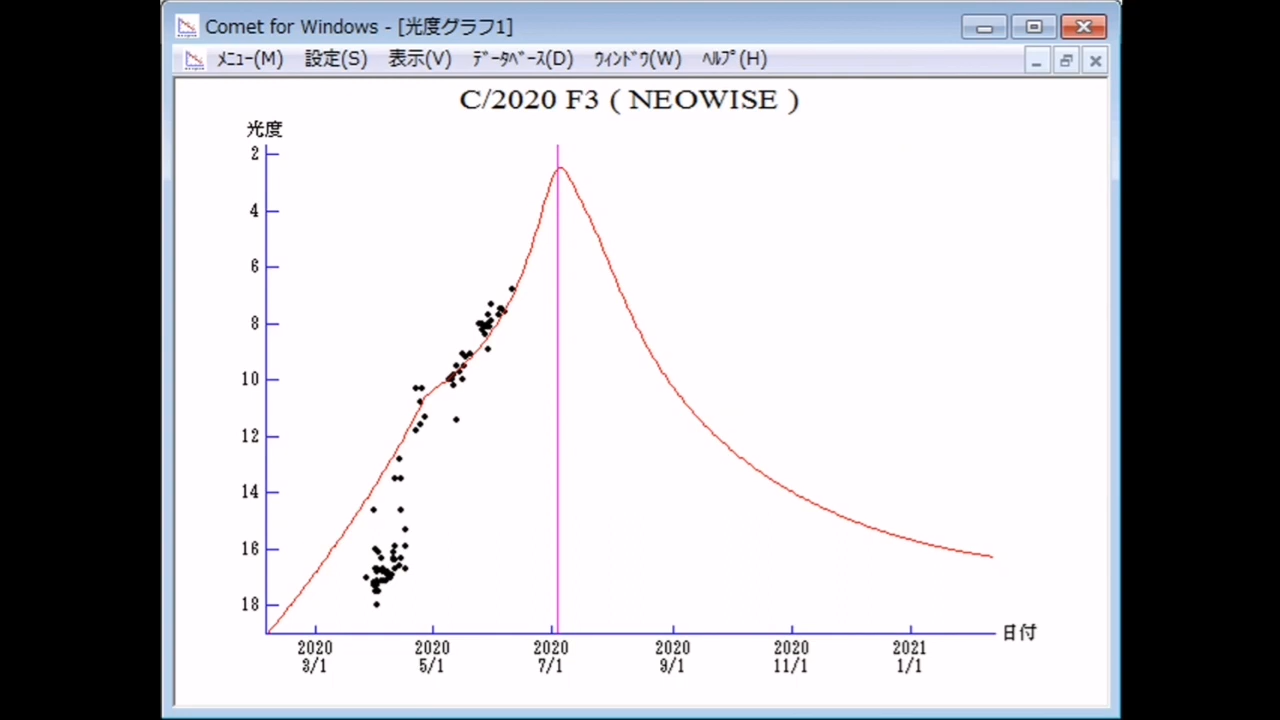 Comet for Windows - [光度グラフ1]
ﾒﾆｭｰ(M) 設定(S) 表示(V) ﾃﾞｰﾀﾍﾞｰｽ(D) ｳｨﾝﾄﾞｳ(W) ﾍﾙﾌﾟ(H)
C/2020 F3 ( NEOWISE )
光度
2
4
6
8
10
12
14
16
18
日付
2020 2020 2020 2020 2020 2021
3/1 5/1 7/1 9/1 11/1 1/1